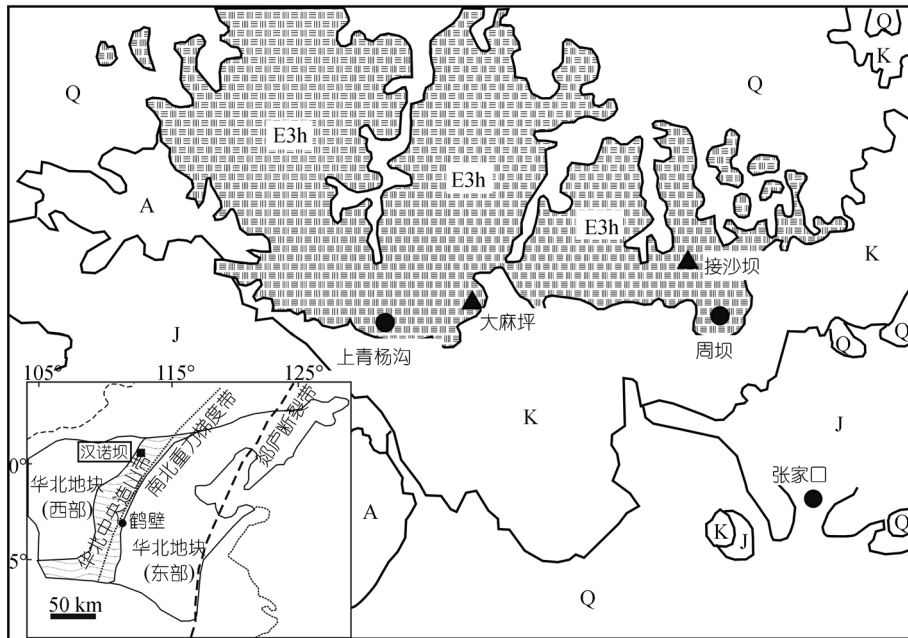 Q
K
Q
E3h
E3h
A
E3h
K
接沙坝
大麻坪
上青杨沟
周坝
J
Q
Q
105°
115°
125°
K
J
南北重力梯度带
郯庐断裂带
汉诺坝
0°
张家口
华北地块
(西部)
华北中央造山带
鹤壁
A
K
J
Q
华北地块
(东部)
5°
50 km
Q